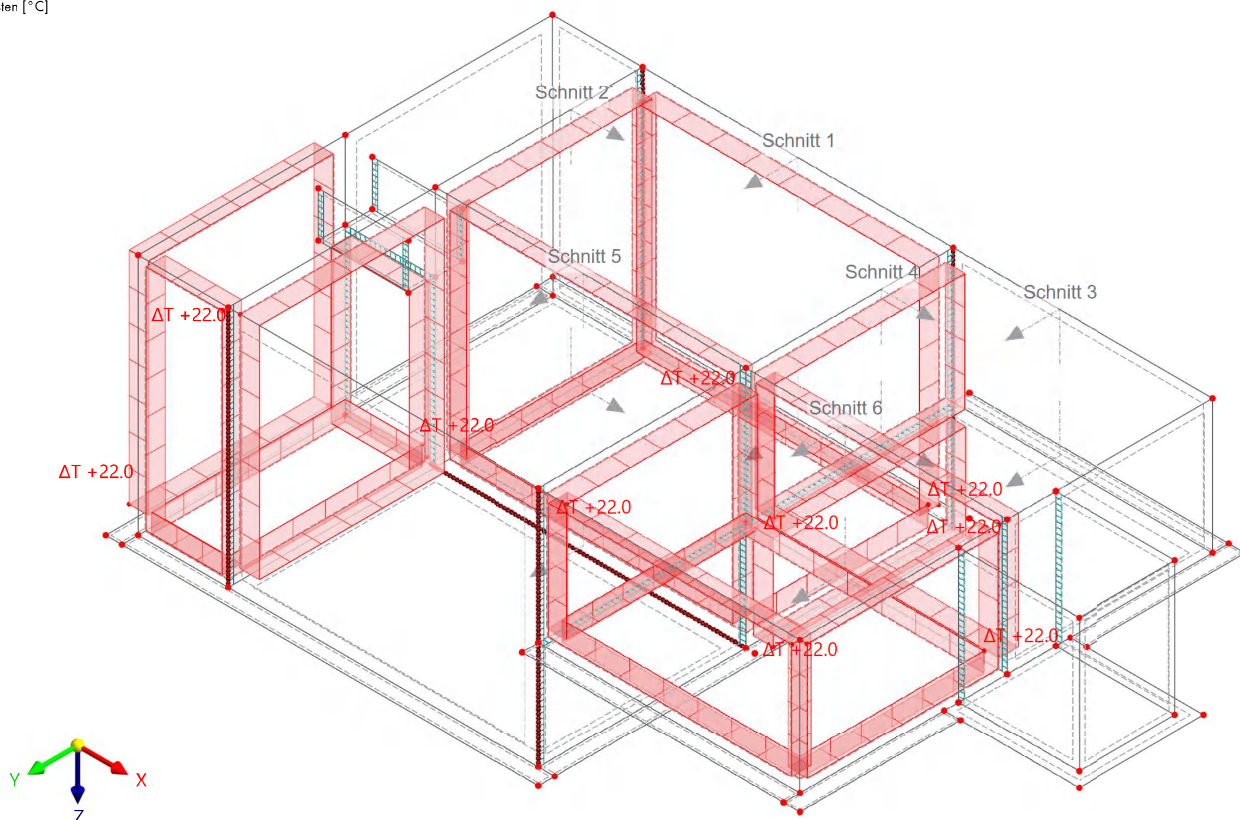 sten [°C]
Schnitt 2
Schnitt 1
Schnitt 5
Schnitt 4
Schnitt 3
ΔT +22.0
ΔT +22.0
Schnitt 6
ΔT +22.0
ΔT +22.0
ΔT +22.0
ΔT +22.0
ΔT +22.0
ΔT +22.0
ΔT +22.0
ΔT +22.0
Y
X
Z